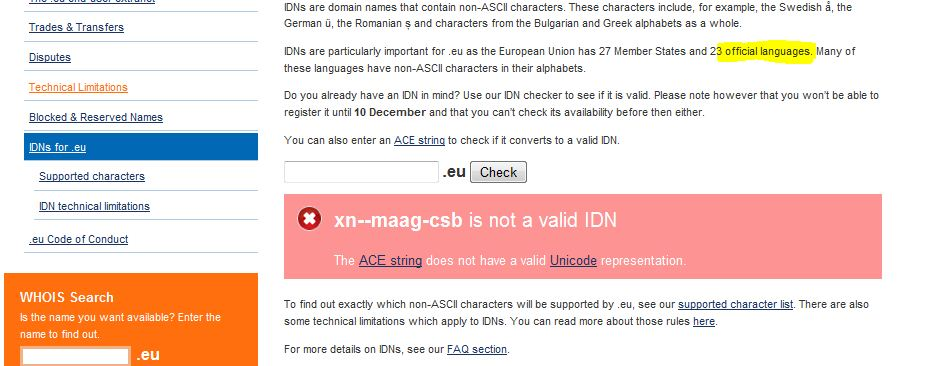 The .eu end-user extranet
Trades & Transfers
Disputes
Technical Limitations
Blocked & Reserved Names
IDNs for .eu
Supported characters
IDN technical limitations
.eu Code of Conduct
WHOIS Search
Is the name you want available? Enter the
name to find out.
.eu
IDNs are domain names that contain non-ASCII characters. These characters include, for example, the Swedish å, the
German ü, the Romanian ș and characters from the Bulgarian and Greek alphabets as a whole.
IDNs are particularly important for .eu as the European Union has 27 Member States and 23 official languages. Many of
these languages have non-ASCII characters in their alphabets.
Do you already have an IDN in mind? Use our IDN checker to see if it is valid. Please note however that you won't be able to
register it until 10 December and that you can't check its availability before then either.
You can also enter an ACE string to check if it converts to a valid IDN.
.eu Check
xn--maag-csb is not a valid IDN
The ACE string does not have a valid Unicode representation.
To find out exactly which non-ASCII characters will be supported by .eu, see our supported character list. There are also
some technical limitations which apply to IDNs. You can read more about those rules here.
For more details on IDNs, see our FAQ section.